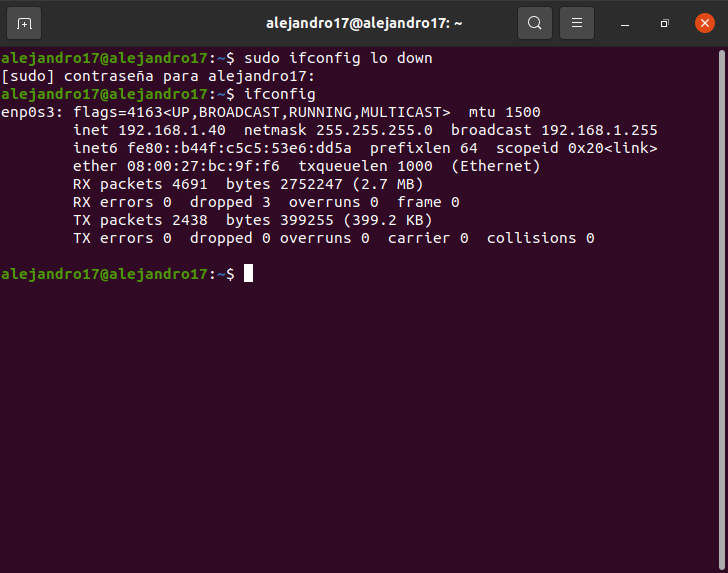 alejandro17@alejandro17: ~
alejandro17@alejandro17:~$ sudo ifconfig lo down
[sudo] contraseña para alejandro17:
alejandro17@alejandro17:~$ ifconfig
enp0s3: flags=4163<UP,BROADCAST,RUNNING,MULTICAST>  mtu 1500
        inet 192.168.1.40  netmask 255.255.255.0  broadcast 192.168.1.255
        inet6 fe80::b44f:c5c5:53e6:dd5a  prefixlen 64  scopeid 0x20<link>
        ether 08:00:27:bc:9f:f6  txqueuelen 1000  (Ethernet)
        RX packets 4691  bytes 2752247 (2.7 MB)
        RX errors 0  dropped 3  overruns 0  frame 0
        TX packets 2438  bytes 399255 (399.2 KB)
        TX errors 0  dropped 0 overruns 0  carrier 0  collisions 0
alejandro17@alejandro17:~$